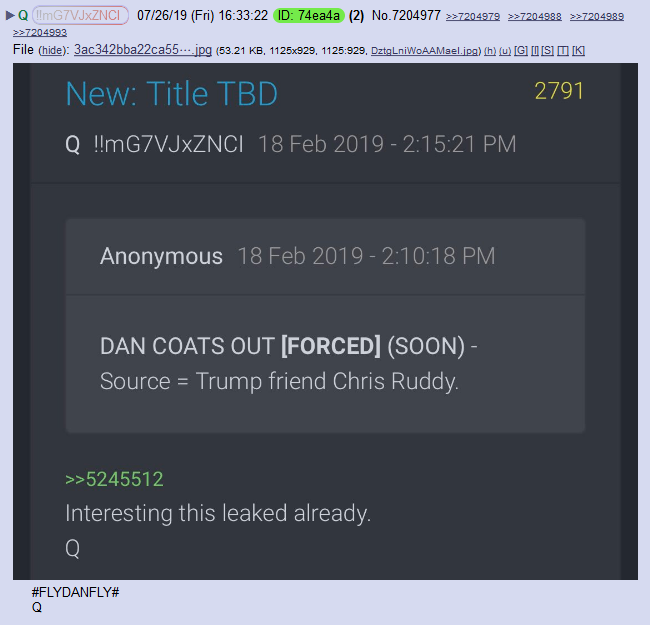 ▶ Q !!mG7VJxZNCI 07/26/19 (Fri) 16:33:22 ID: 74ea4a (2) No.7204977 >>7204979 >>7204988 >>7204989
>>7204993
File (hide): 3ac342bba22ca55⋯.jpg (53.21 KB, 1125x929, 1125:929, DztgLniWoAAMaeI.jpg) (h) (u) [G] [I] [S] [T] [K]
New: Title TBD 2791
Q !!mG7VJxZNCI 18 Feb 2019 - 2:15:21 PM
Anonymous 18 Feb 2019 - 2:10:18 PM
DAN COATS OUT [FORCED] (SOON) -
Source = Trump friend Chris Ruddy.
>>5245512
Interesting this leaked already.
Q
#FLYDANFLY#
Q